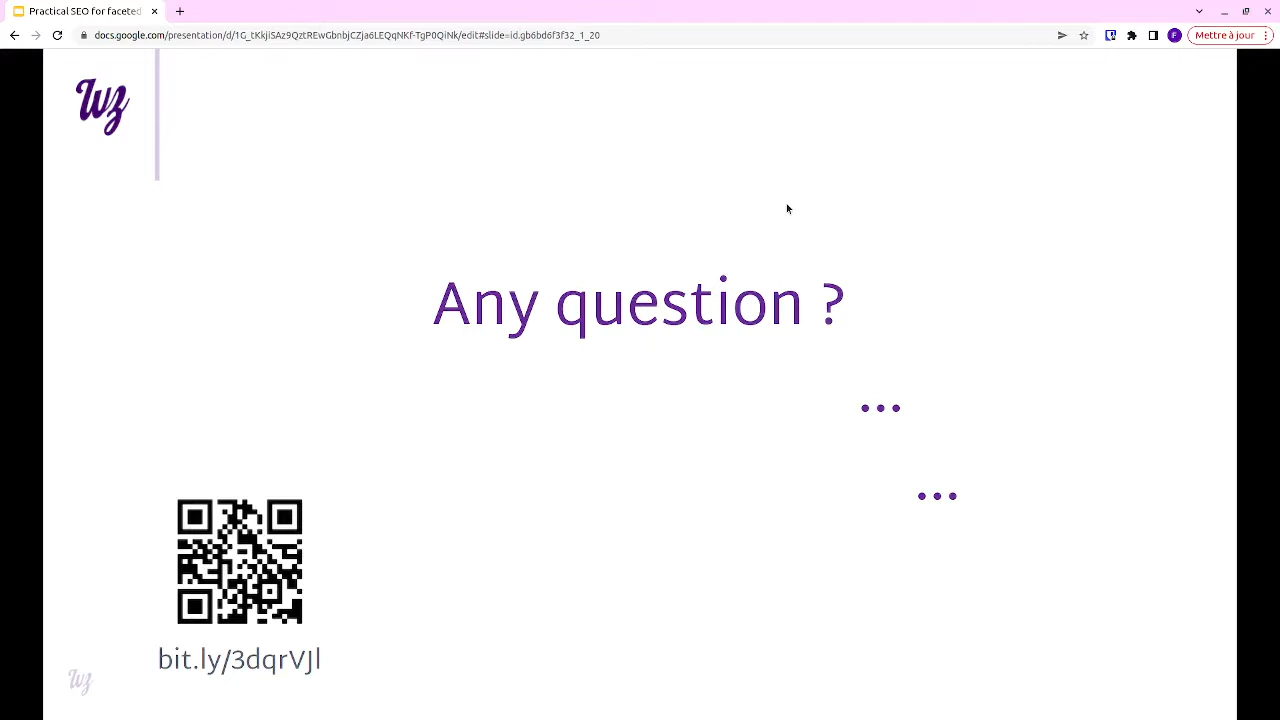 Practical SEO for faceted
docs.google.com/presentation/d/1G_tKkjiSAz9QztREwGbnbjCZja6LEQqNKf-TgP0QiNk/edit#slide=id.gb6bd6f3f32_1_20
F
Mettre à jour
Wz
Any question ?
...
...
bit.ly/3dqrVJl
Wz